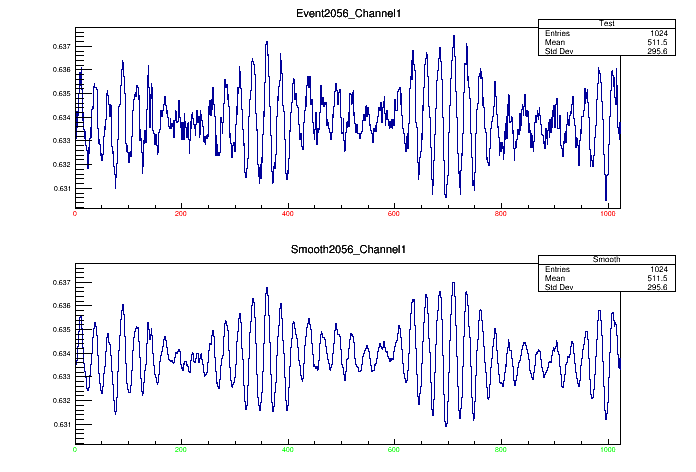 Event2056_Channel1
Test
Entries 1024
Mean 511.5
Std Dev 295.6
0.637
0.636
0.635
0.634
0.633
0.632
0.631
0 200 400 600 800 1000
Smooth2056_Channel1
Smooth
Entries 1024
Mean 511.5
Std Dev 295.6
0.637
0.636
0.635
0.634
0.633
0.632
0.631
0 200 400 600 800 1000